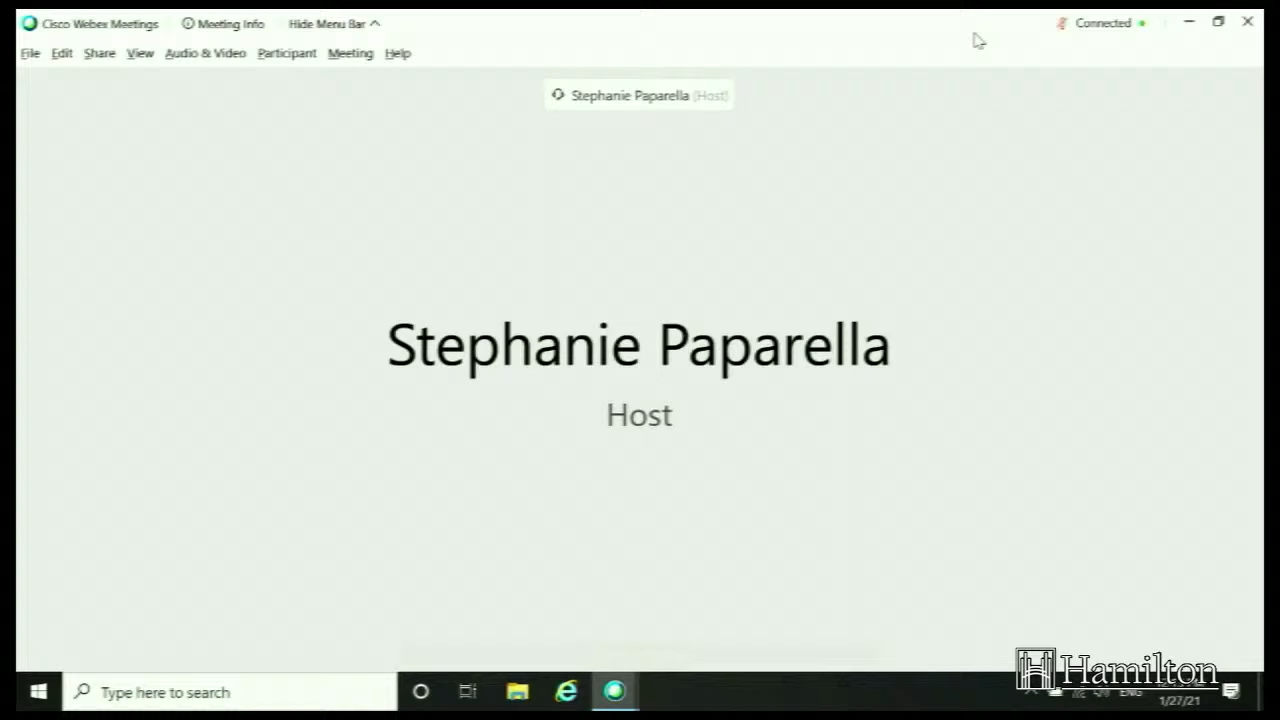 Cisco Webex Meetings Meeting Info Hide Menu Bar Connected
File Edit Share View Audio & Video Participant Meeting Help
Stephanie Paparella (Host)
Stephanie Paparella
Host
Hamilton
Type here to search
ENG
1/27/21